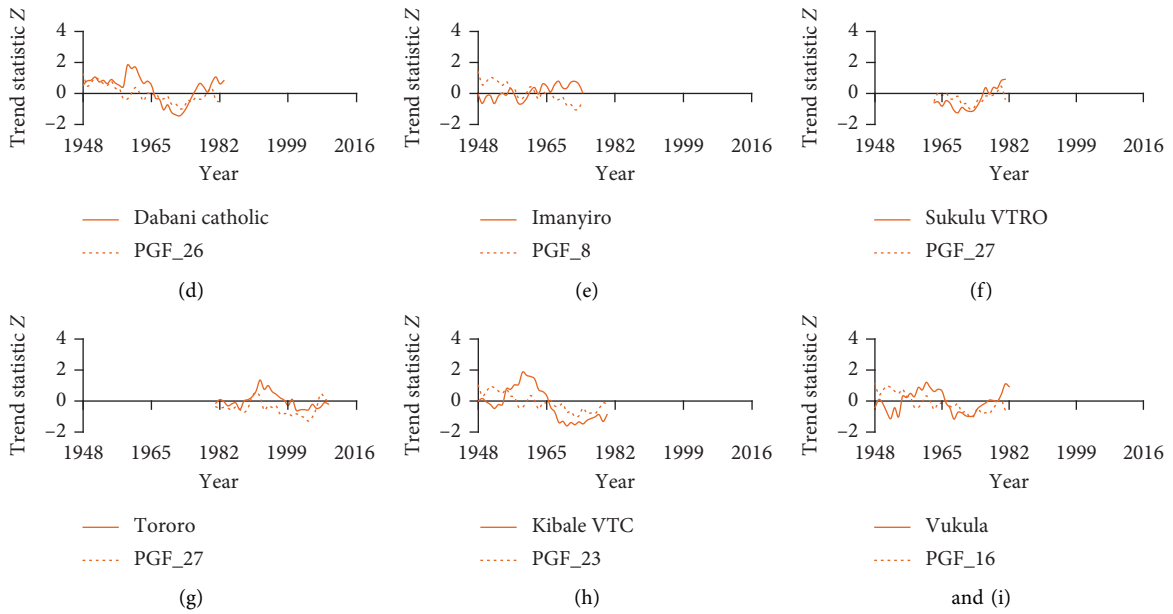 Trend statistic Z
4
2
0
−2
1948 1965 1982 1999 2016
Year
Dabani catholic
PGF_26
(d)
Trend statistic Z
4
2
0
−2
1948 1965 1982 1999 2016
Year
Imanyiro
PGF_8
(e)
Trend statistic Z
4
2
0
−2
1948 1965 1982 1999 2016
Year
Sukulu VTRO
PGF_27
(f)
Trend statistic Z
4
2
0
−2
1948 1965 1982 1999 2016
Year
Tororo
PGF_27
(g)
Trend statistic Z
4
2
0
−2
1948 1965 1982 1999 2016
Year
Kibale VTC
PGF_23
(h)
Trend statistic Z
4
2
0
−2
1948 1965 1982 1999 2016
Year
Vukula
PGF_16
and (i)